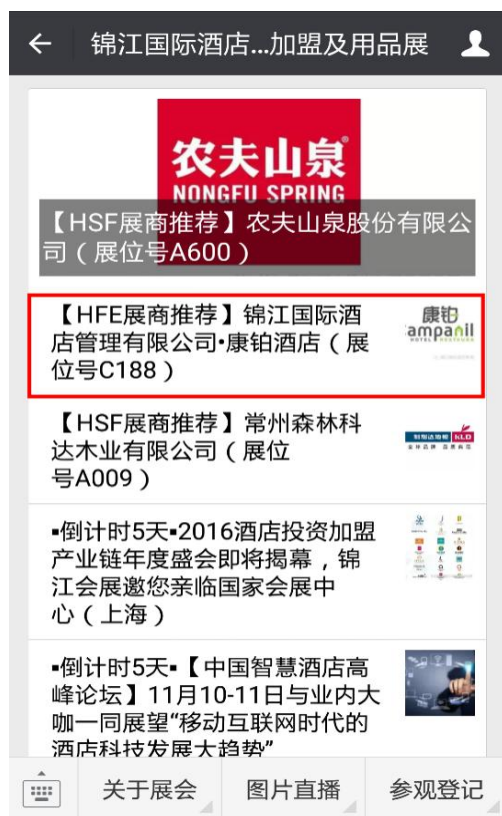 锦江国际酒店...加盟及用品展
农夫山泉
NONGFU SPRING
【HSF展商推荐】农夫山泉股份有限公
司（展位号A600）
【HFE展商推荐】锦江国际酒
店管理有限公司•康铂酒店（展
位号C188）
康铂
ampanil
HOTEL
【HSF展商推荐】常州森林科
达木业有限公司（展位
号A009）
KLD
▪倒计时5天▪2016酒店投资加盟
产业链年度盛会即将揭幕，锦
江会展邀您亲临国家会展中
心（上海）
▪倒计时5天▪【中国智慧酒店高
峰论坛】11月10-11日与业内大
咖一同展望“移动互联网时代的
酒店科技发展大趋势”
关于展会
图片直播
参观登记